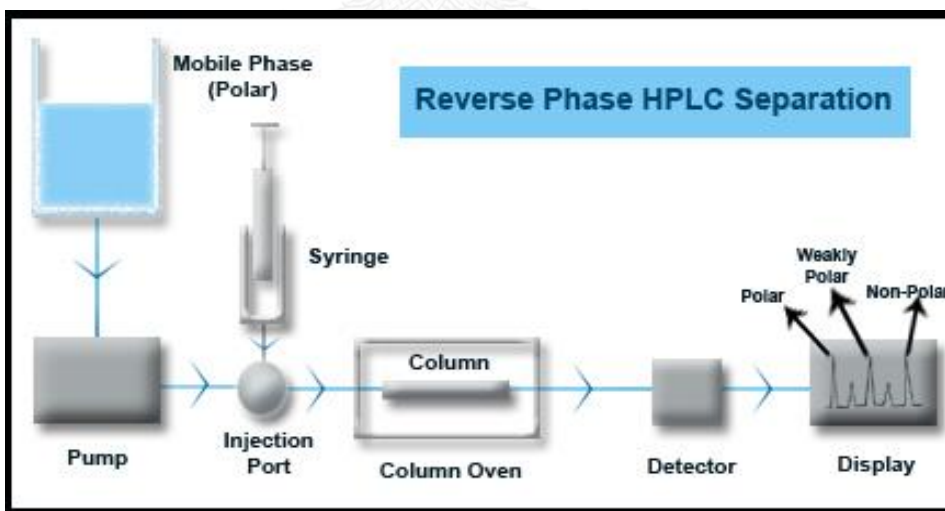 Mobile Phase
(Polar)
Reverse Phase HPLC Separation
Syringe
Weakly
Polar
Polar
Non-Polar
Column
Pump
Injection
Port
Column Oven
Detector
Display